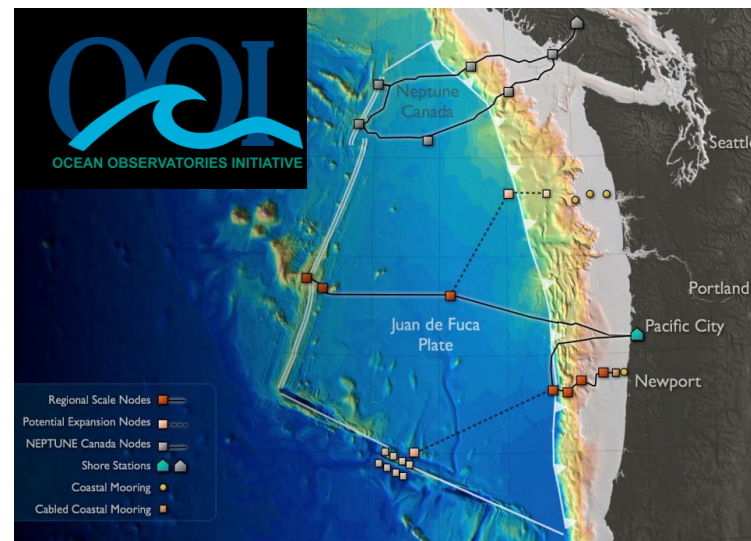 OOI
OCEAN OBSERVATORIES INITIATIVE
Neptune
Canada
Seattle
Portland
Juan de Fuca
Plate
Pacific City
Newport
Regional Scale Nodes
Potential Expansion Nodes
NEPTUNE Canada Nodes
Shore Stations
Coastal Mooring
Cabled Coastal Mooring